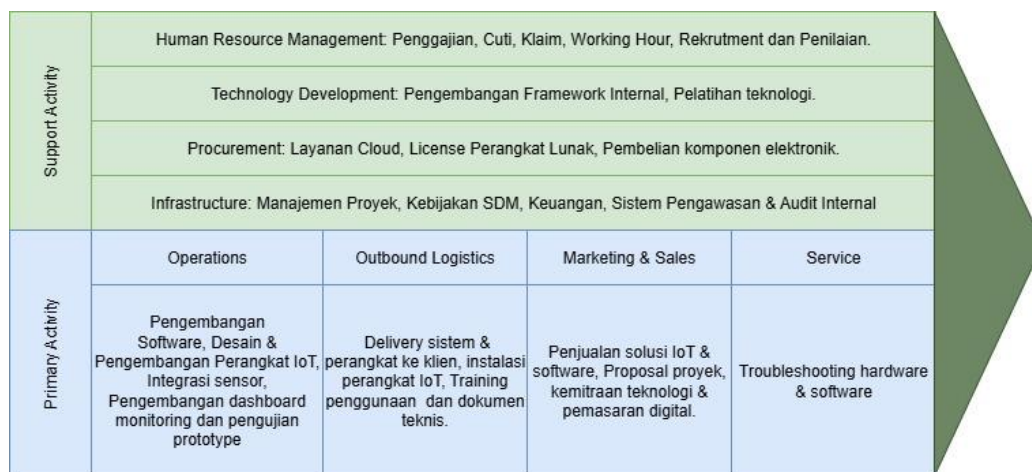 Support Activity
Human Resource Management: Penggajian, Cuti, Klaim, Working Hour, Rekrutment dan Penilaian.
Technology Development: Pengembangan Framework Internal, Pelatihan teknologi.
Procurement: Layanan Cloud, License Perangkat Lunak, Pembelian komponen elektronik.
Infrastructure: Manajemen Proyek, Kebijakan SDM, Keuangan, Sistem Pengawasan & Audit Internal
Primary Activity
Operations
Pengembangan
Software, Desain &
Pengembangan Perangkat IoT,
Integrasi sensor,
Pengembangan dashboard
monitoring dan pengujian
prototype
Outbound Logistics
Delivery sistem &
perangkat ke klien, instalasi
perangkat IoT, Training
penggunaan dan dokumen
teknis.
Marketing & Sales
Penjualan solusi IoT &
software, Proposal proyek,
kemitraan teknologi &
pemasaran digital.
Service
Troubleshooting hardware
& software